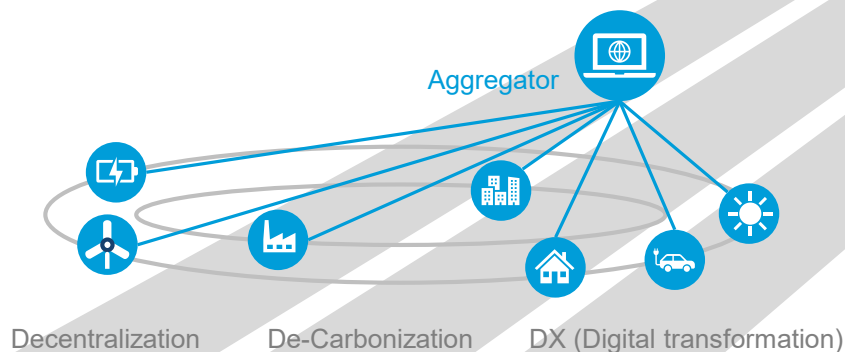 Aggregator
Decentralization
De-Carbonization
DX (Digital transformation)